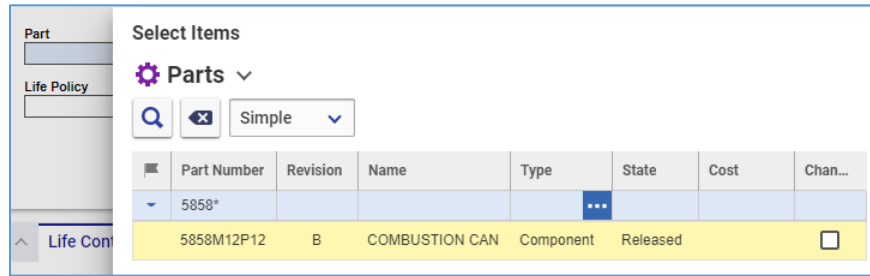 Part
Life Policy
Life Cont
Select Items
Parts
Simple
Part Number Revision Name Type State Cost Chan...
5858* ...
5858M12P12 B COMBUSTION CAN Component Released